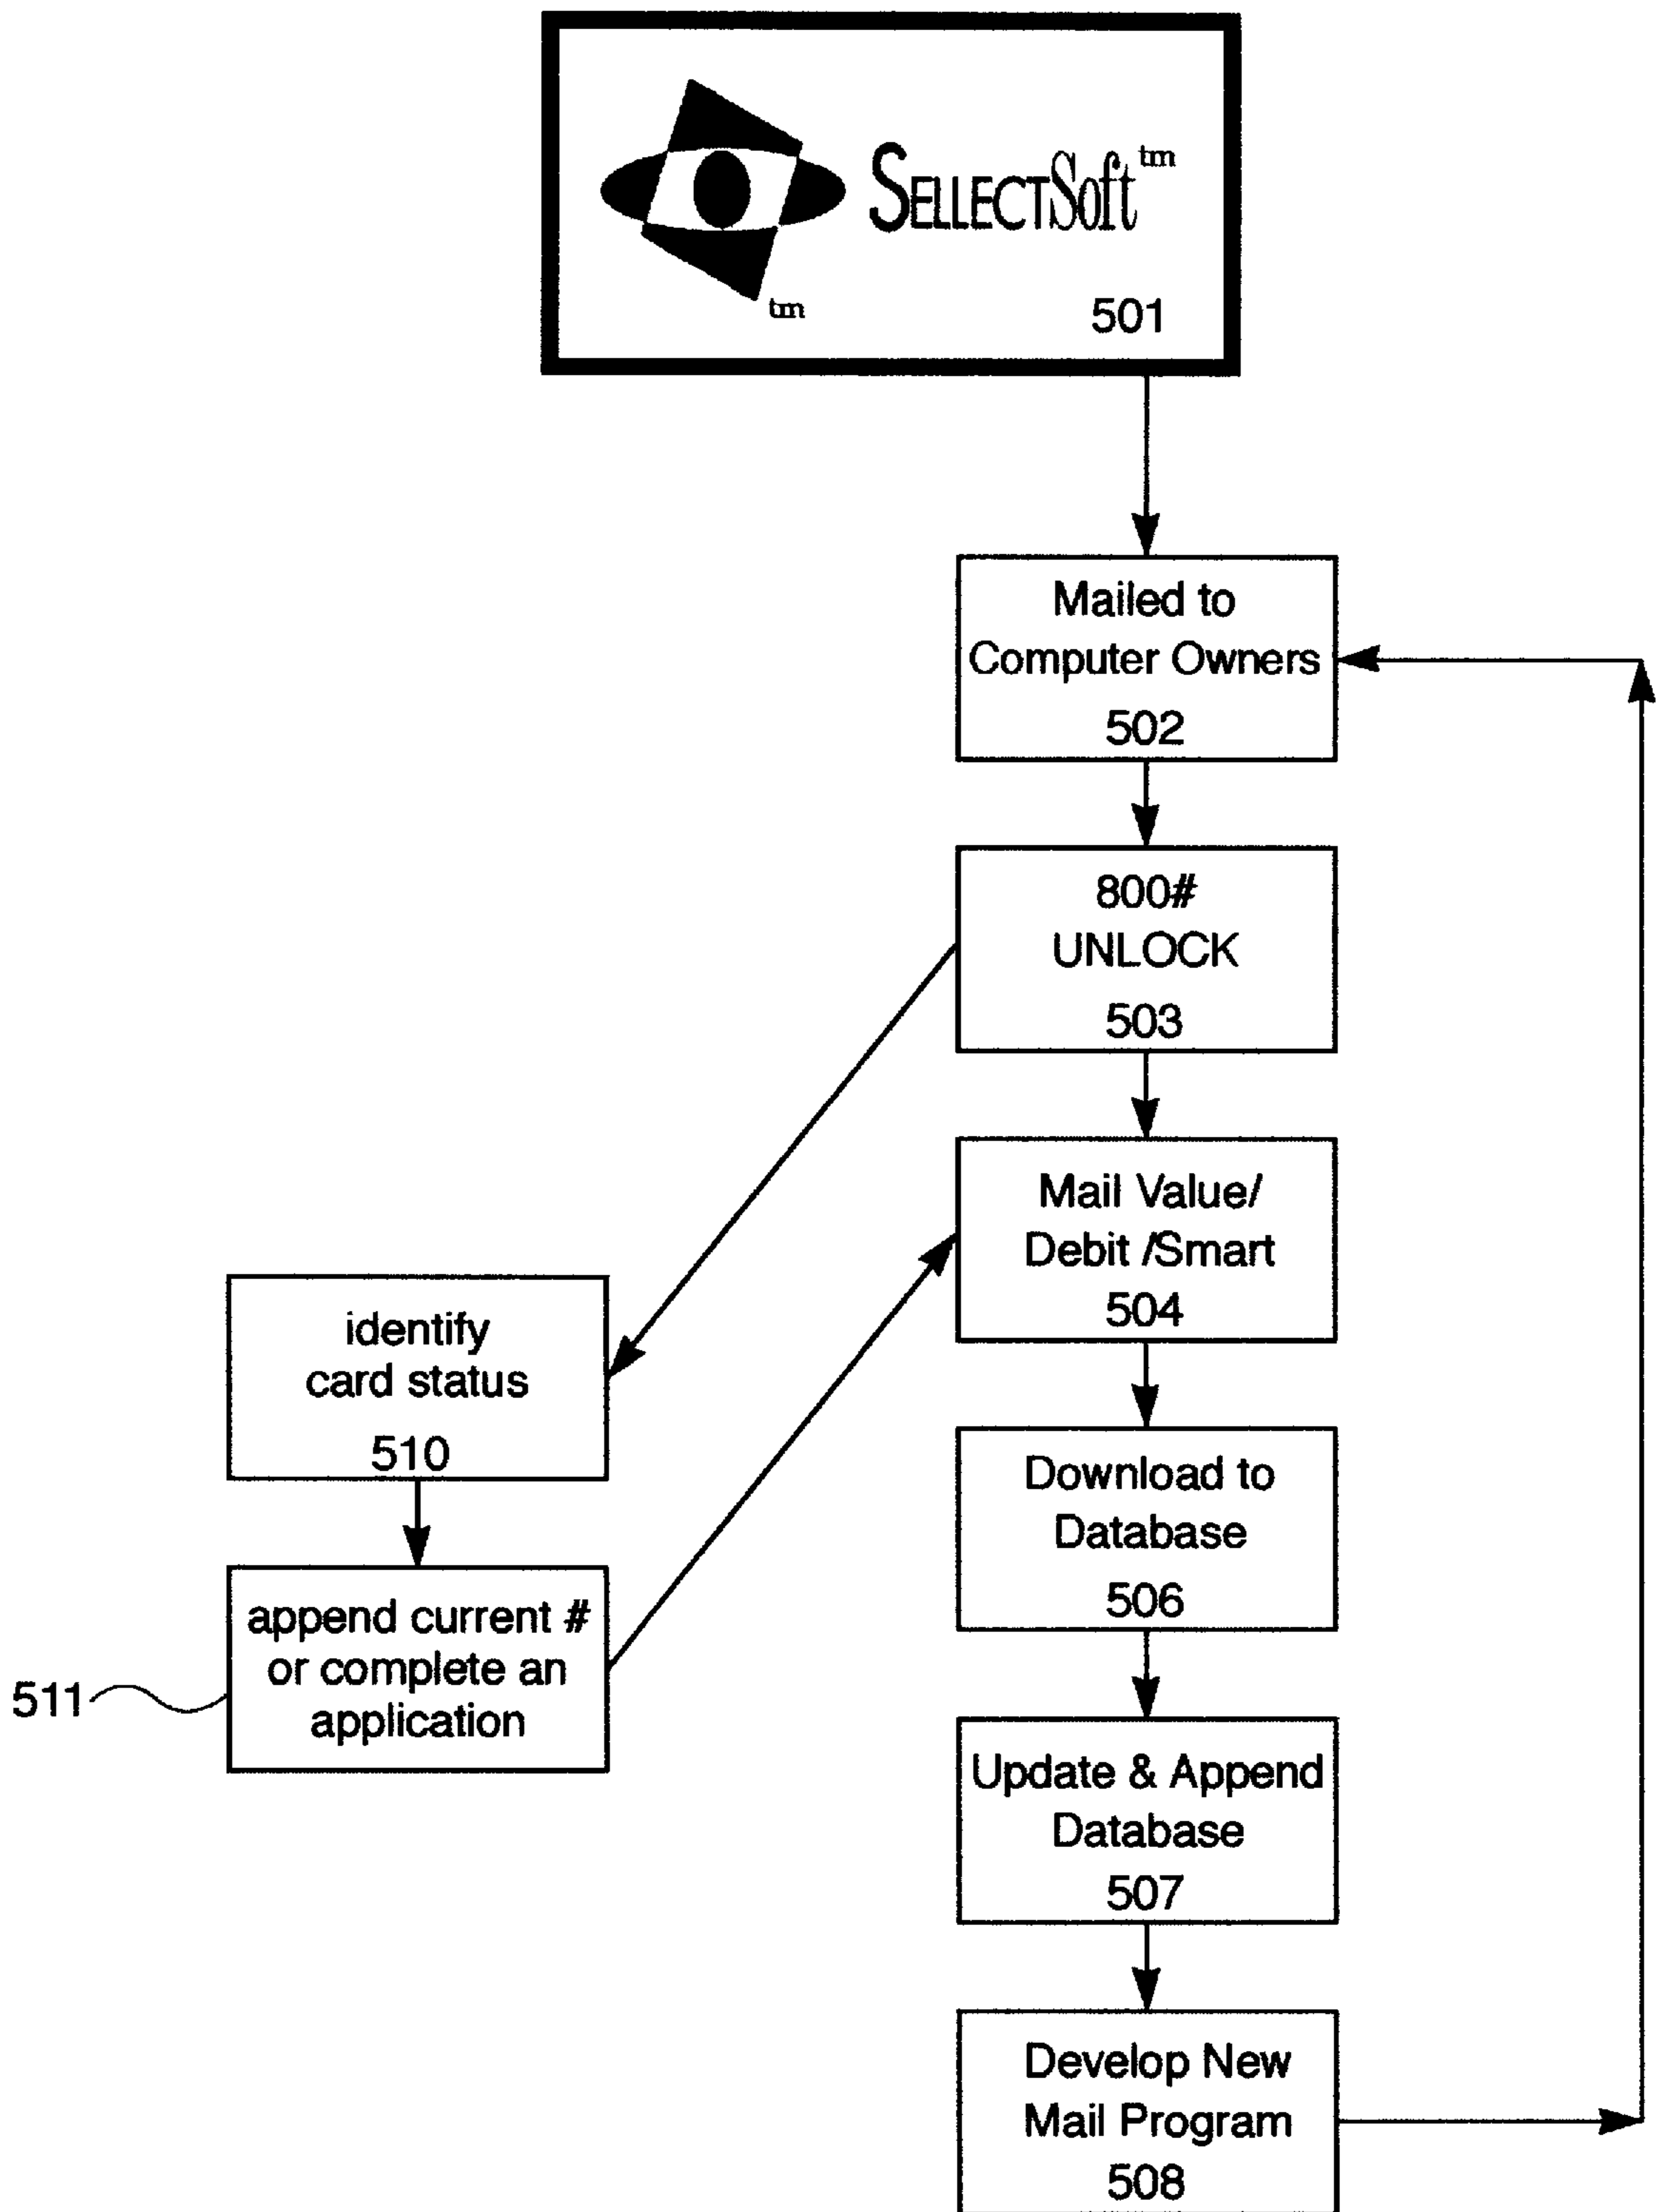 SELLECTSoft tm
tm
501
Mailed to
Computer Owners
502
800#
UNLOCK
503
Mail Value/
Debit /Smart
504
identify
card status
510
Download to
Database
506
append current #
or complete an
application
511
Update & Append
Database
507
Develop New
Mail Program
508